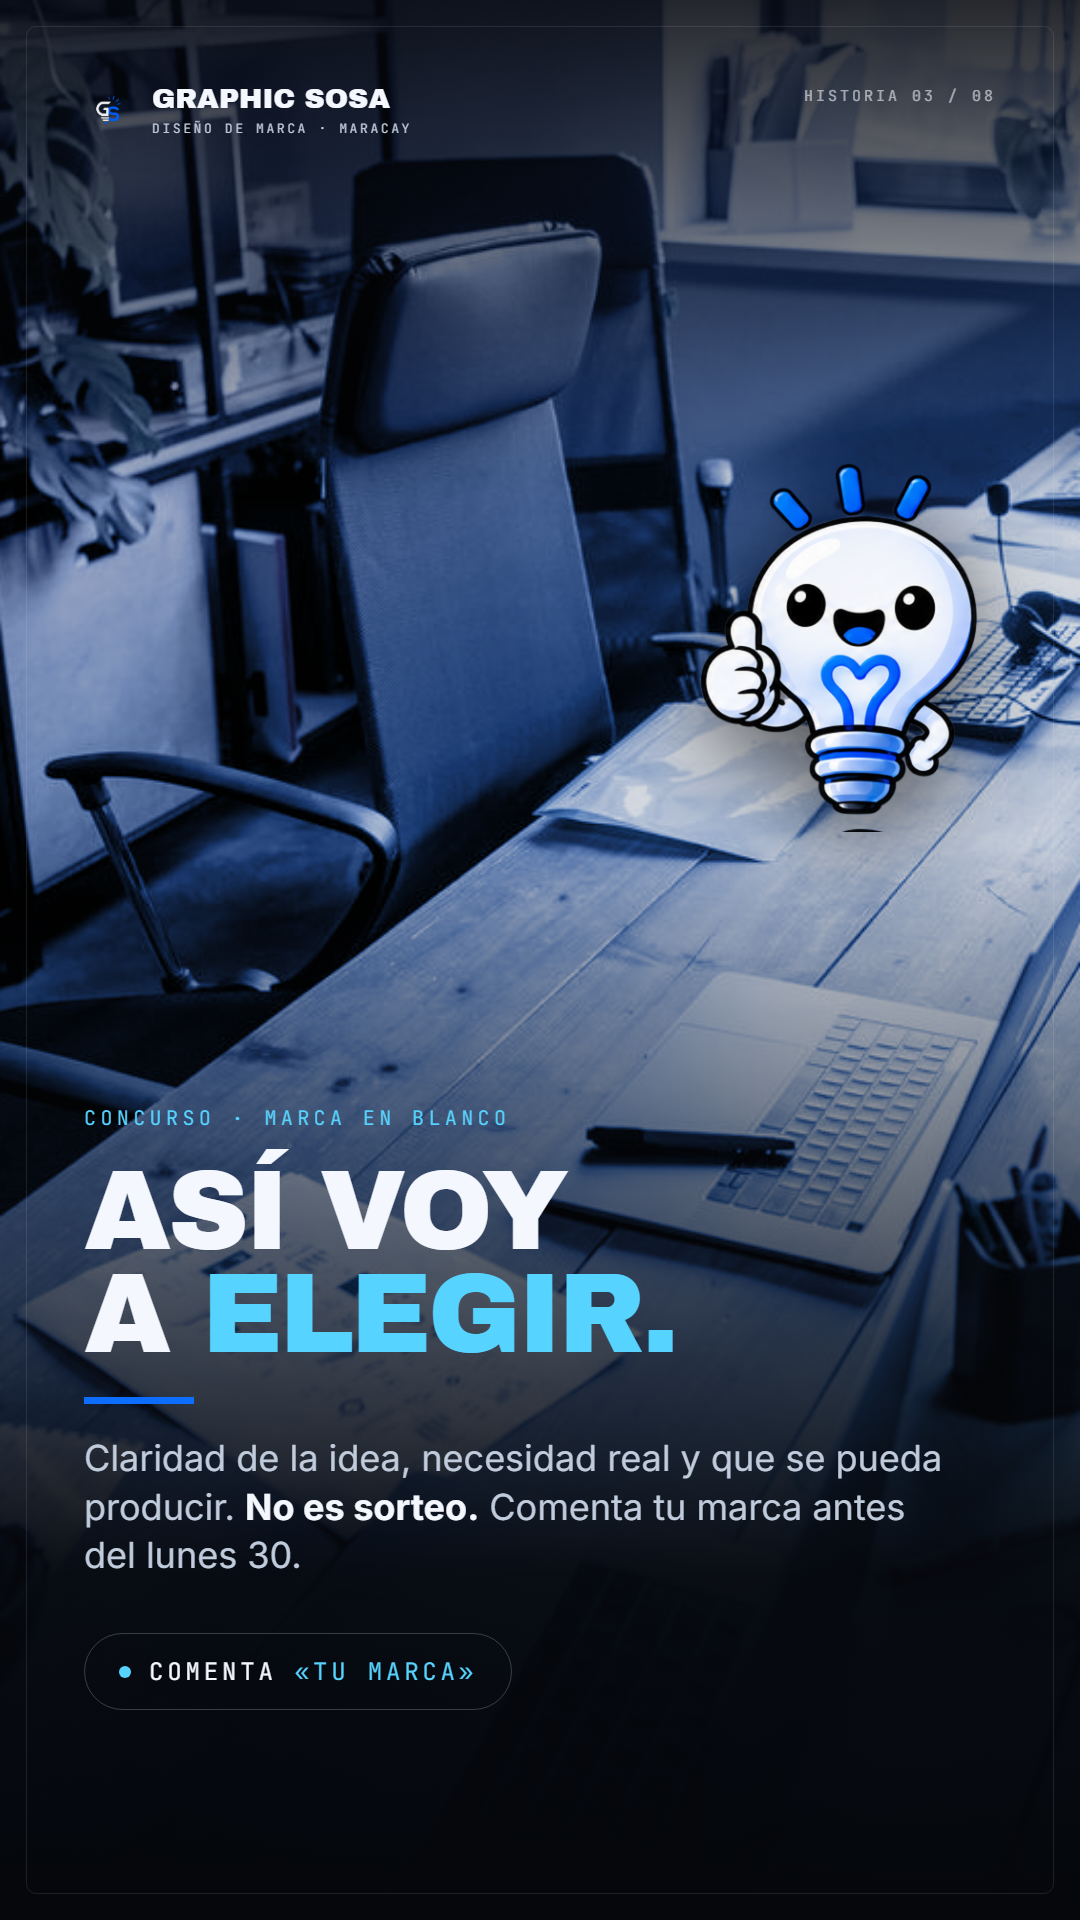 GS
GRAPHIC SOSA
DISEÑO DE MARCA · MARACAY
HISTORIA 03 / 08
CONCURSO · MARCA EN BLANCO
ASÍ VOY
A ELEGIR.
Claridad de la idea, necesidad real y que se pueda
producir. No es sorteo. Comenta tu marca antes
del lunes 30.
COMENTA «TU MARCA»